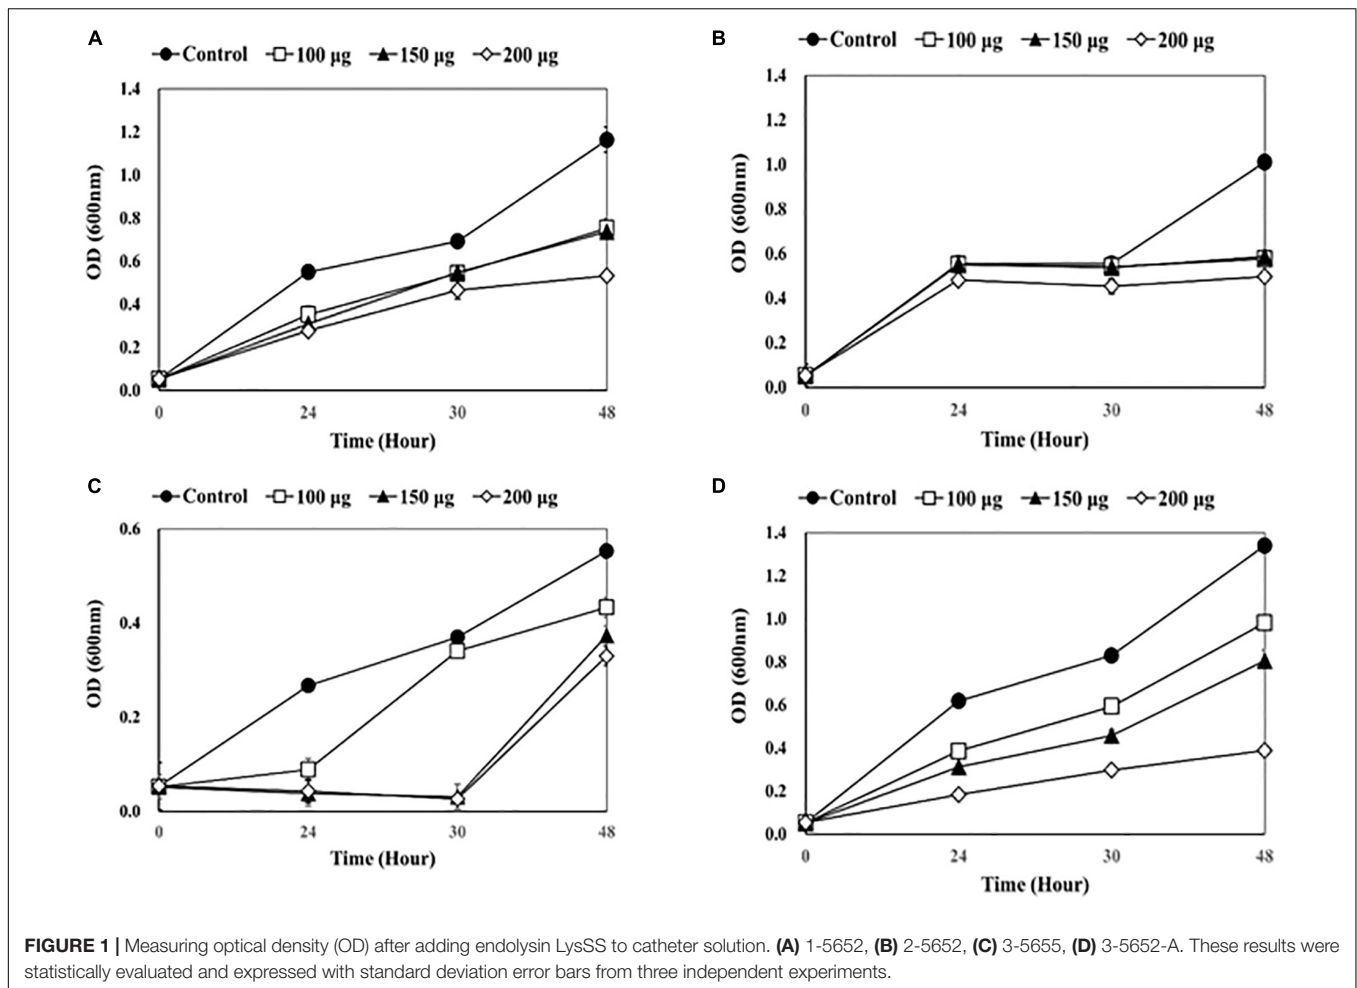 A
Control 100 µg 150 µg 200 µg
1.4
1.2
1.0
0.8
0.6
0.4
0.2
0.0
OD (600nm)
0 24 30 48
Time (Hour)
B
Control 100 µg 150 µg 200 µg
1.4
1.2
1.0
0.8
0.6
0.4
0.2
0.0
OD (600nm)
0 24 30 48
Time (Hour)
C
Control 100 µg 150 µg 200 µg
0.6
0.4
0.2
0.0
OD (600nm)
0 24 30 48
Time (Hour)
D
Control 100 µg 150 µg 200 µg
1.4
1.2
1.0
0.8
0.6
0.4
0.2
0.0
OD (600nm)
0 24 30 48
Time (Hour)
FIGURE 1 | Measuring optical density (OD) after adding endolysin LysSS to catheter solution. (A) 1-5652, (B) 2-5652, (C) 3-5655, (D) 3-5652-A. These results were
statistically evaluated and expressed with standard deviation error bars from three independent experiments.